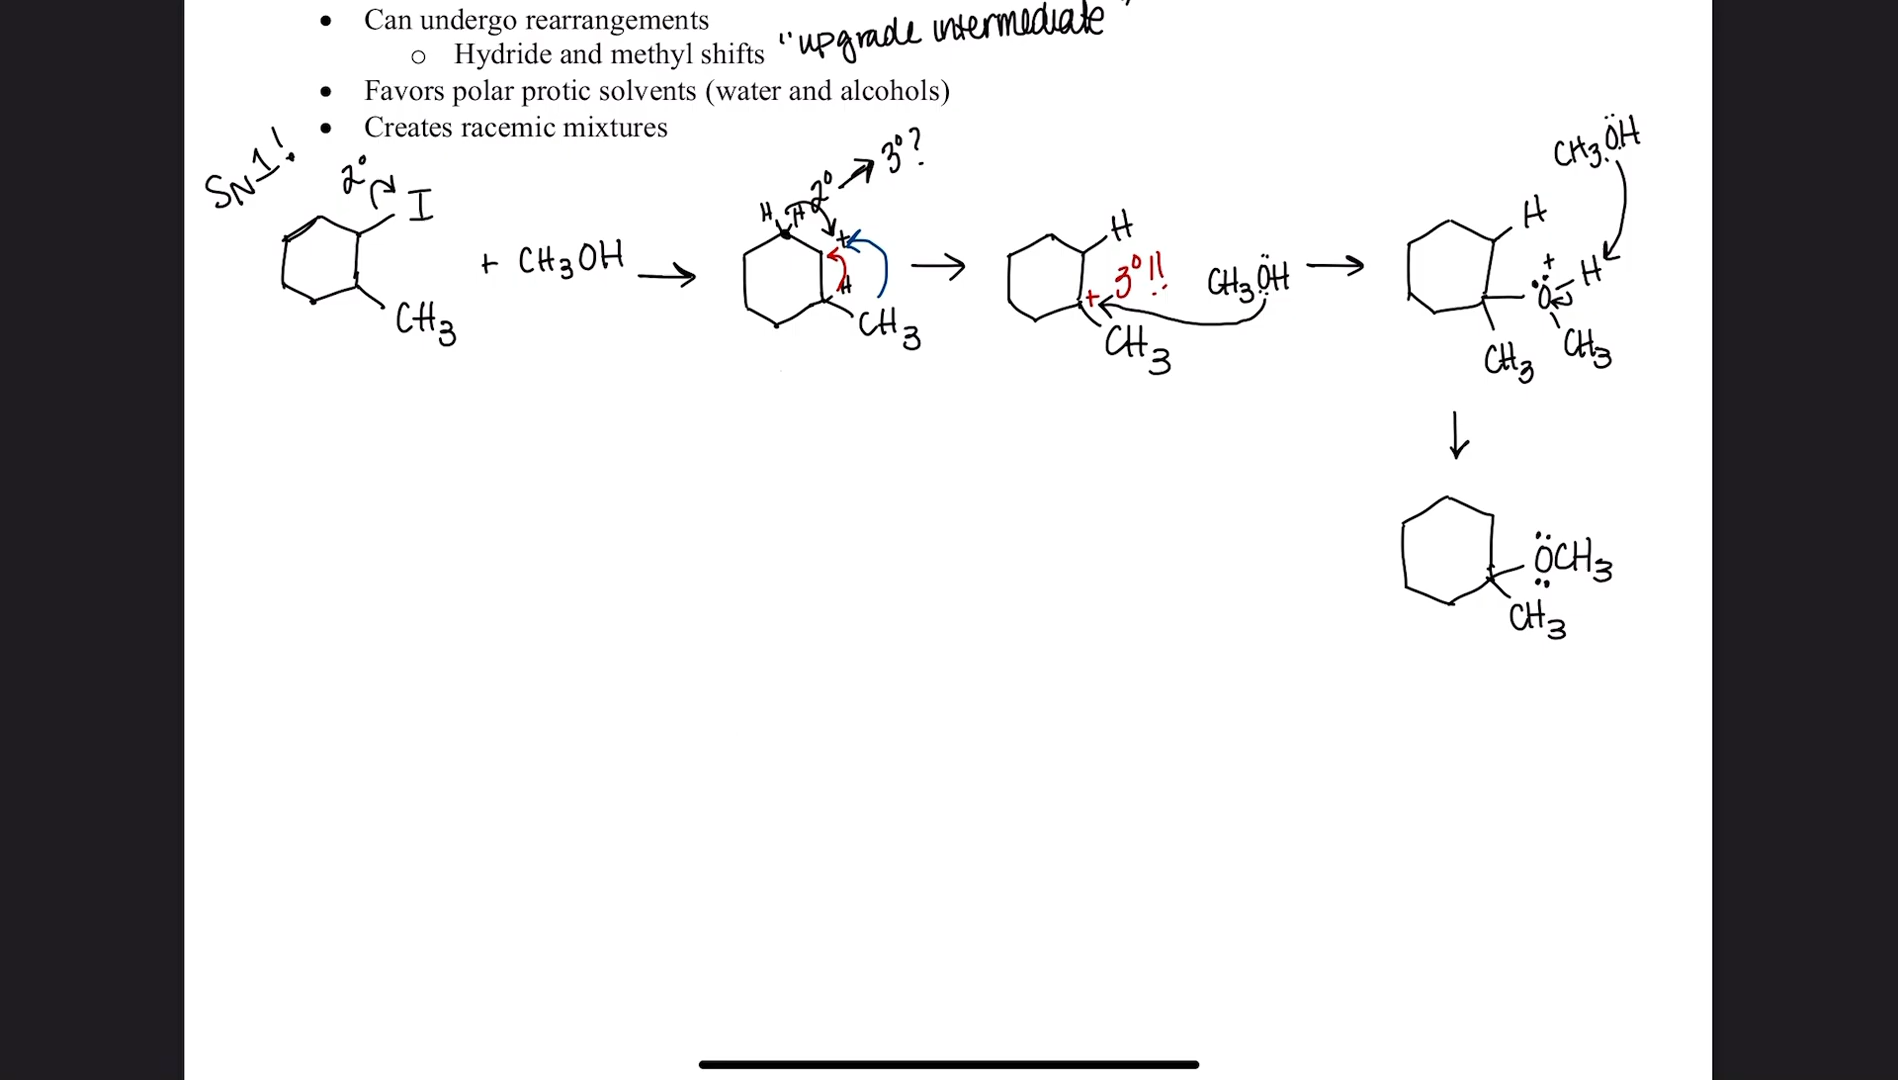 • Can undergo rearrangements
○ Hydride and methyl shifts "upgrade intermediate"
• Favors polar protic solvents (water and alcohols)
• Creates racemic mixtures
SN1!
2° I
CH3
+ CH3OH
H H 2° → 3°?
+
H
CH3
H
+ 3°!!
CH3
CH3ÖH
CH3ÖH
H
+
O H
CH3 CH3
ÖCH3
CH3